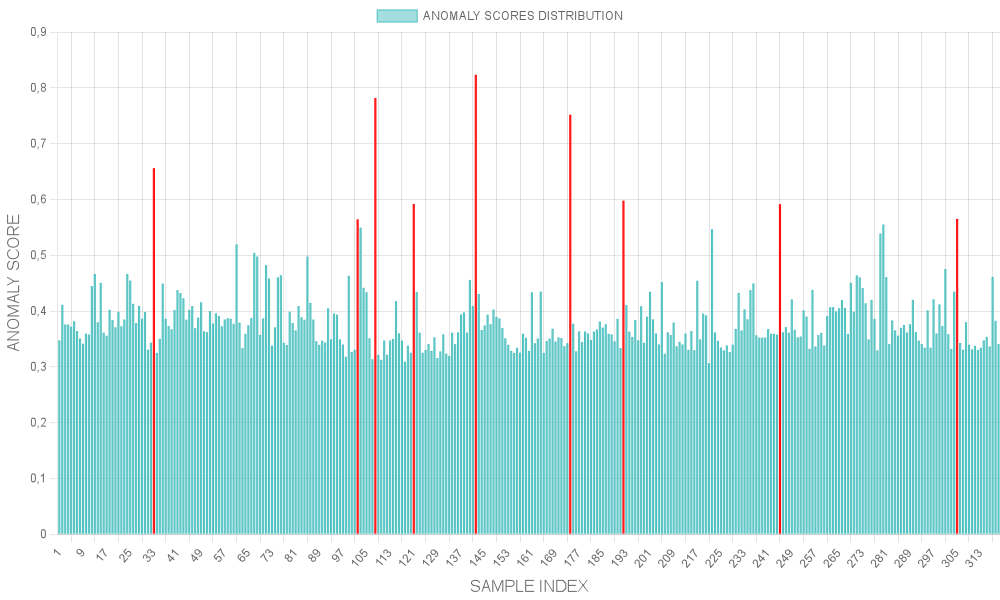 ANOMALY SCORES DISTRIBUTION
0,9
0,8
0,7
0,6
0,5
0,4
0,3
0,2
0,1
0
ANOMALY SCORE
1 9 17 25 33 41 49 57 65 73 81 89 97 105 113 121 129 137 145 153 161 169 177 185 193 201 209 217 225 233 241 249 257 265 273 281 289 297 305 313
SAMPLE INDEX